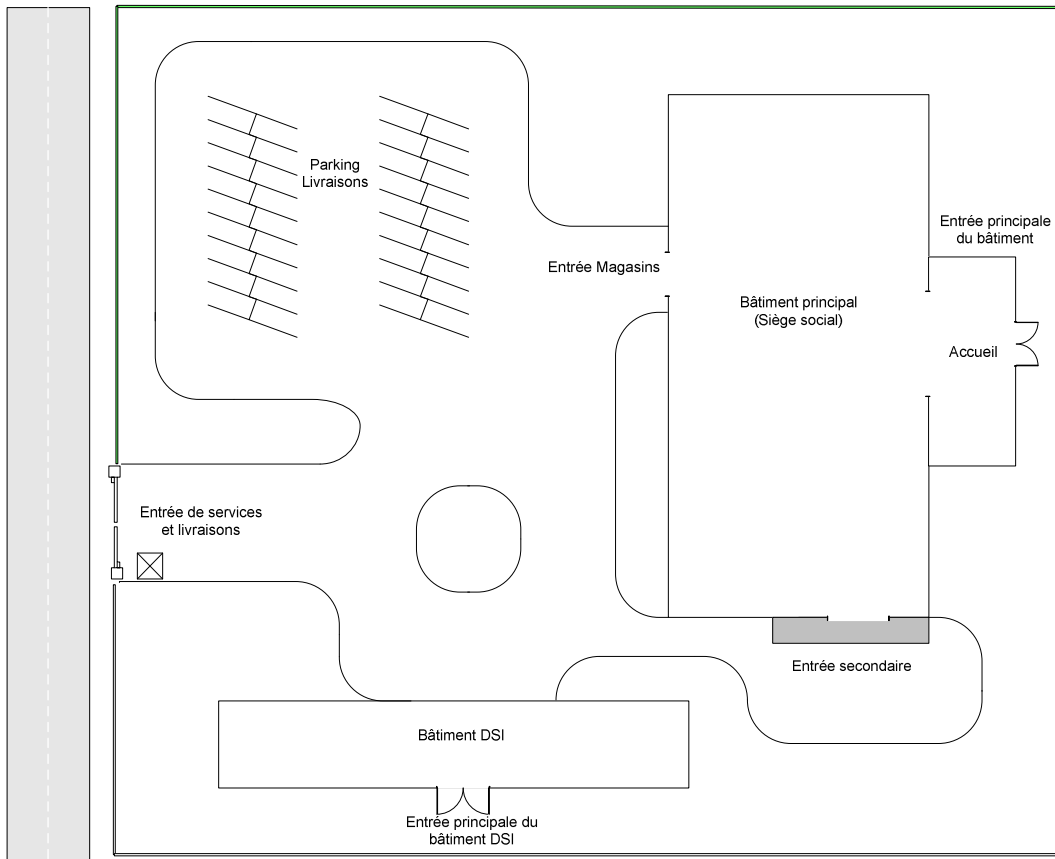 Parking
Livraisons
Entrée principale
du bâtiment
Entrée Magasins
Bâtiment principal
(Siège social)
Accueil
Entrée de services
et livraisons
Entrée secondaire
Bâtiment DSI
Entrée principale du
bâtiment DSI